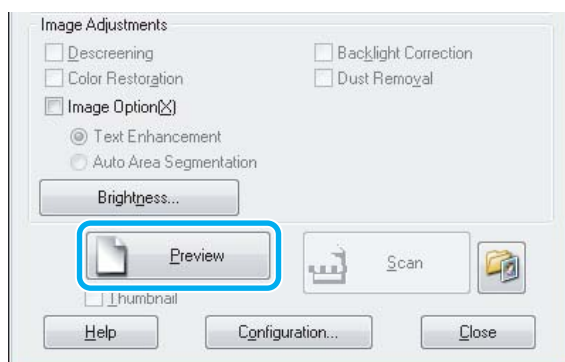 Image Adjustments
Descreening Backlight Correction
Color Restoration Dust Removal
Image Option(X)
Text Enhancement
Auto Area Segmentation
Brightness...
Preview Scan
Thumbnail
Help Configuration... Close